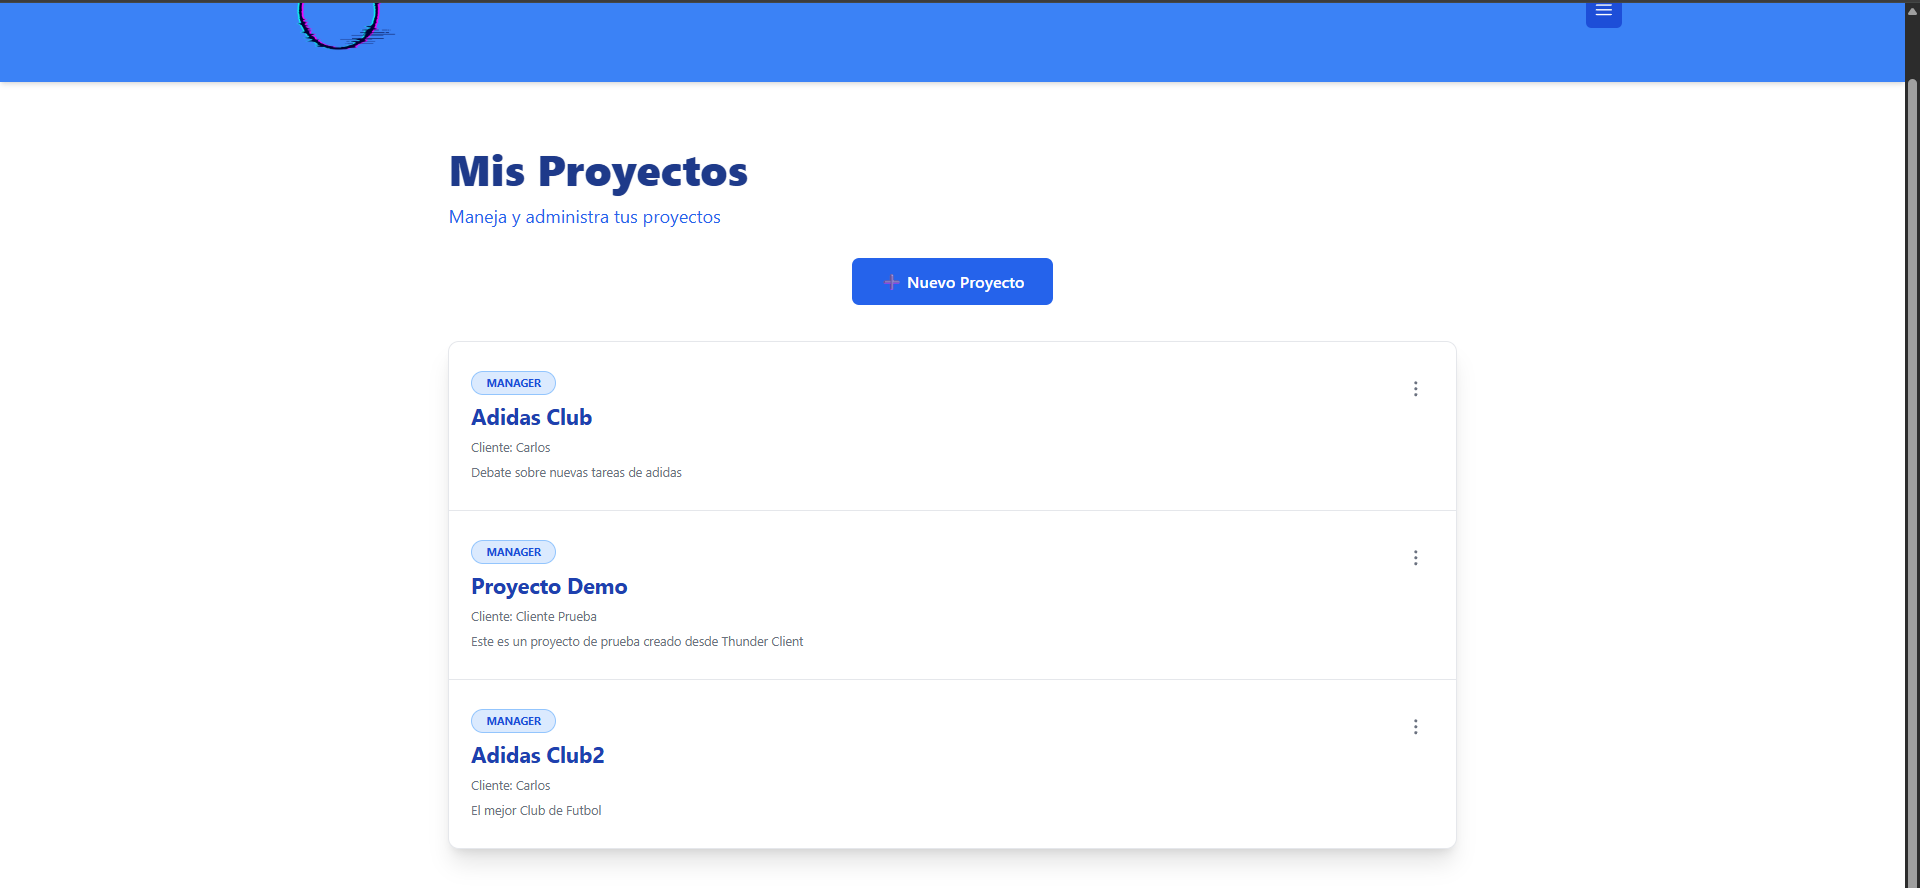 Mis Proyectos
Maneja y administra tus proyectos
Nuevo Proyecto
MANAGER
Adidas Club
Cliente: Carlos
Debate sobre nuevas tareas de adidas
MANAGER
Proyecto Demo
Cliente: Cliente Prueba
Este es un proyecto de prueba creado desde Thunder Client
MANAGER
Adidas Club2
Cliente: Carlos
El mejor Club de Futbol